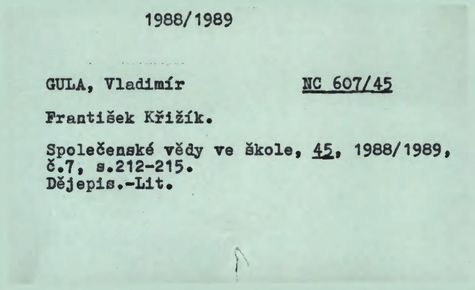 1988/1989
GULA, Vladimír NC 607/45
František Křižík.
Společenské vědy ve škole, 45, 1988/1989,
č.7, s.212-215.
Dějepis.-Lit.